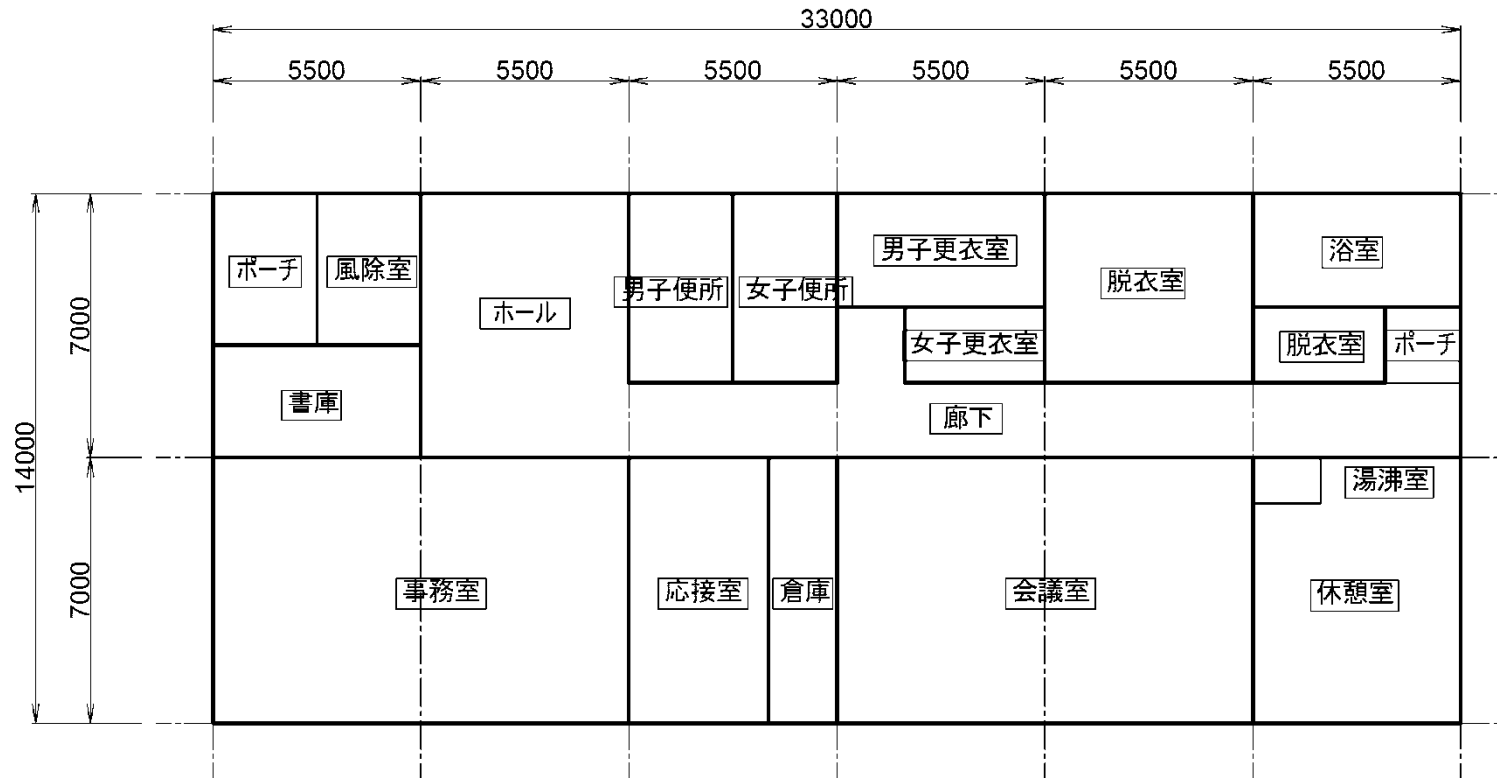 33000
5500 5500 5500 5500 5500 5500
男子更衣室
浴室
ポーチ 風除室
脱衣室
男子便所 女子便所
ホール
7000
女子更衣室
脱衣室 ポーチ
書庫
廊下
14000
湯沸室
7000
事務室 応接室 倉庫 会議室 休憩室